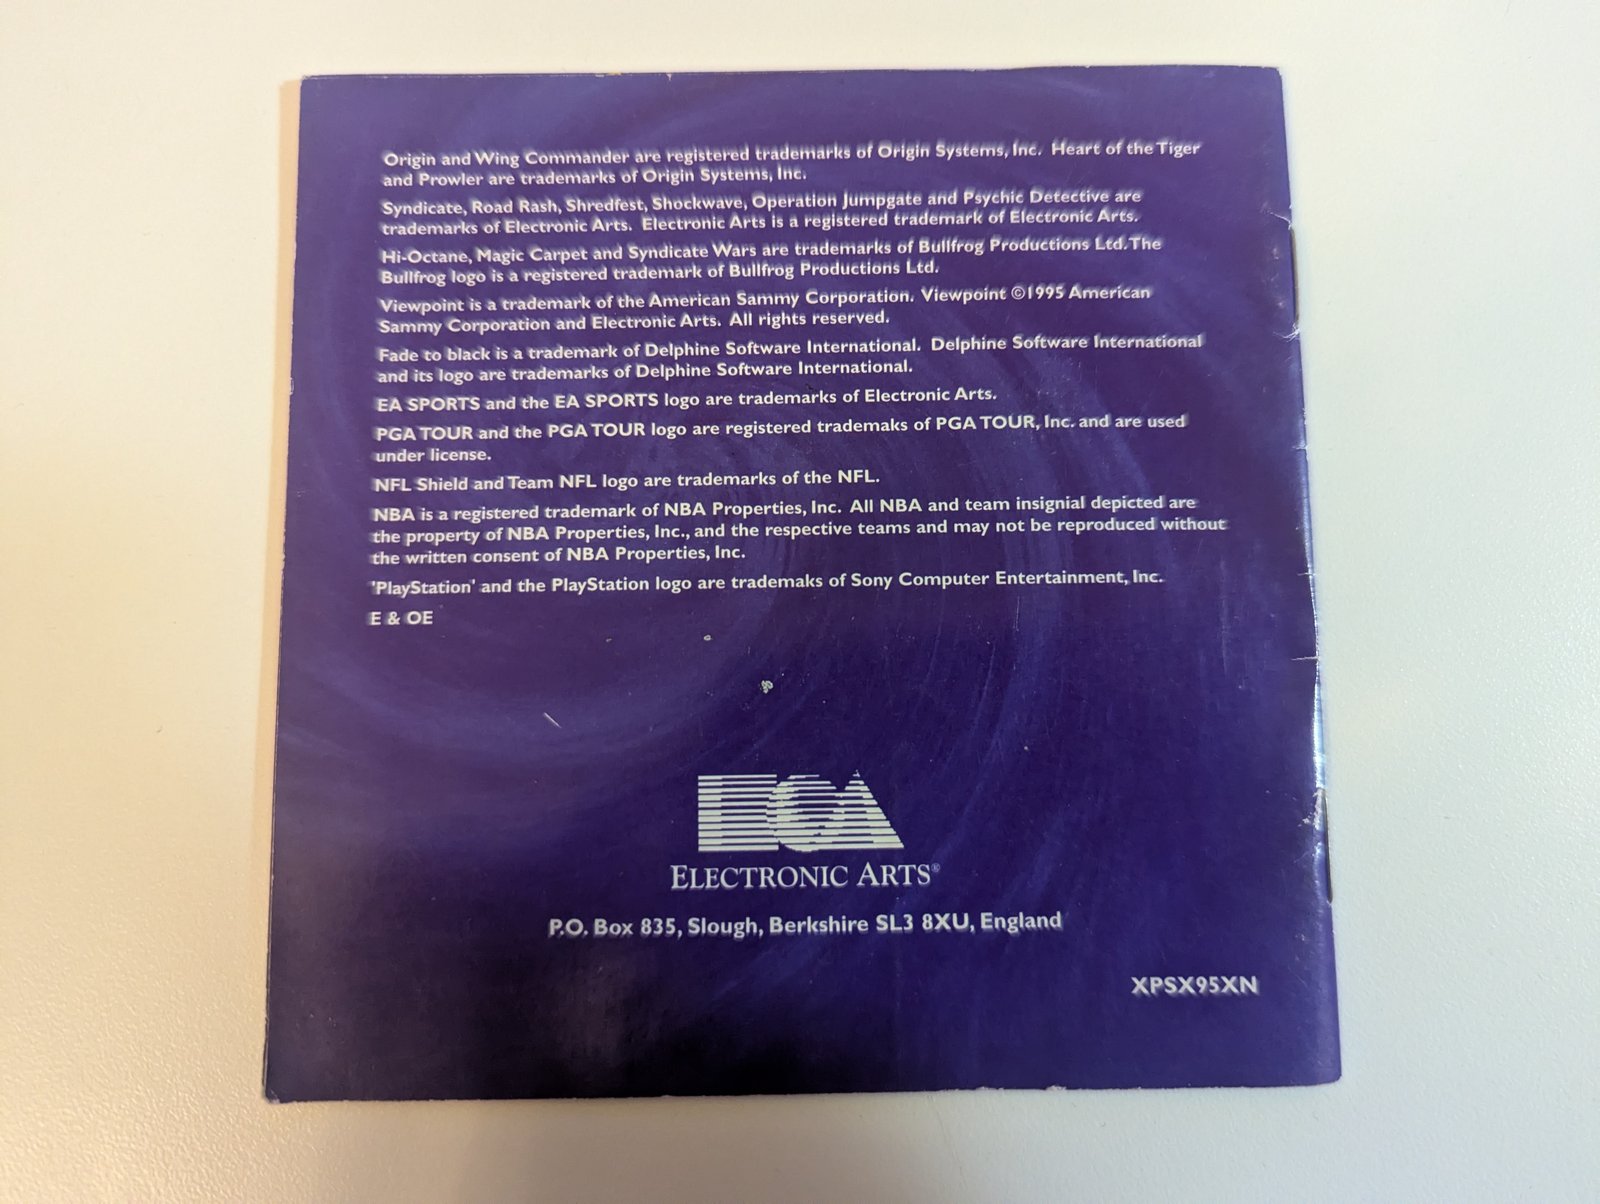 Origin and Wing Commander are registered trademarks of Origin Systems, Inc. Heart of the Tiger
and Prowler are trademarks of Origin Systems, Inc.
Syndicate, Road Rash, Shredfest, Shockwave, Operation Jumpgate and Psychic Detective are
trademarks of Electronic Arts. Electronic Arts is a registered trademark of Electronic Arts.
Hi-Octane, Magic Carpet and Syndicate Wars are trademarks of Bullfrog Productions Ltd. The
Bullfrog logo is a registered trademark of Bullfrog Productions Ltd.
Viewpoint is a trademark of the American Sammy Corporation. Viewpoint ©1995 American
Sammy Corporation and Electronic Arts. All rights reserved.
Fade to black is a trademark of Delphine Software International. Delphine Software International
and its logo are trademarks of Delphine Software International.
EA SPORTS and the EA SPORTS logo are trademarks of Electronic Arts.
PGA TOUR and the PGA TOUR logo are registered trademaks of PGA TOUR, Inc. and are used
under license.
NFL Shield and Team NFL logo are trademarks of the NFL.
NBA is a registered trademark of NBA Properties, Inc. All NBA and team insignial depicted are
the property of NBA Properties, Inc., and the respective teams and may not be reproduced without
the written consent of NBA Properties, Inc.
'PlayStation' and the PlayStation logo are trademaks of Sony Computer Entertainment, Inc.
E & OE
EA
ELECTRONIC ARTS®
P.O. Box 835, Slough, Berkshire SL3 8XU, England
XPSX95XN